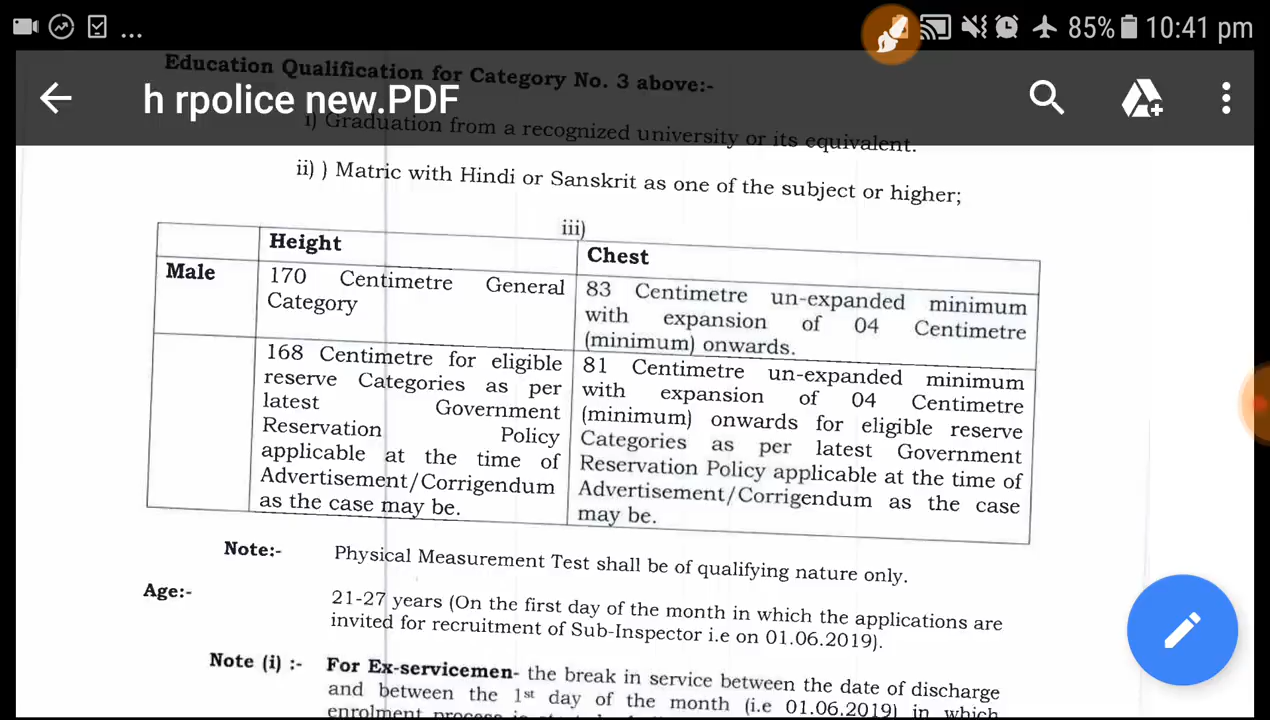 ... 85% 10:41 pm
Education Qualification for Category No. 3 above:-
h rpolice new.PDF
i) Graduation from a recognized university or its equivalent.
ii) ) Matric with Hindi or Sanskrit as one of the subject or higher;
iii)
Height Chest
Male 170 Centimetre General 83 Centimetre un-expanded minimum
Category with expansion of 04 Centimetre
(minimum) onwards.
168 Centimetre for eligible 81 Centimetre un-expanded minimum
reserve Categories as per with expansion of 04 Centimetre
latest Government (minimum) onwards for eligible reserve
Reservation Policy Categories as per latest Government
applicable at the time of Reservation Policy applicable at the time of
Advertisement/Corrigendum Advertisement/Corrigendum as the case
as the case may be. may be.
Note:- Physical Measurement Test shall be of qualifying nature only.
Age:- 21-27 years (On the first day of the month in which the applications are
invited for recruitment of Sub-Inspector i.e on 01.06.2019).
Note (i) :- For Ex-servicemen- the break in service between the date of discharge
and between the 1st day of the month (i.e 01.06.2019) in which
enrolment process is